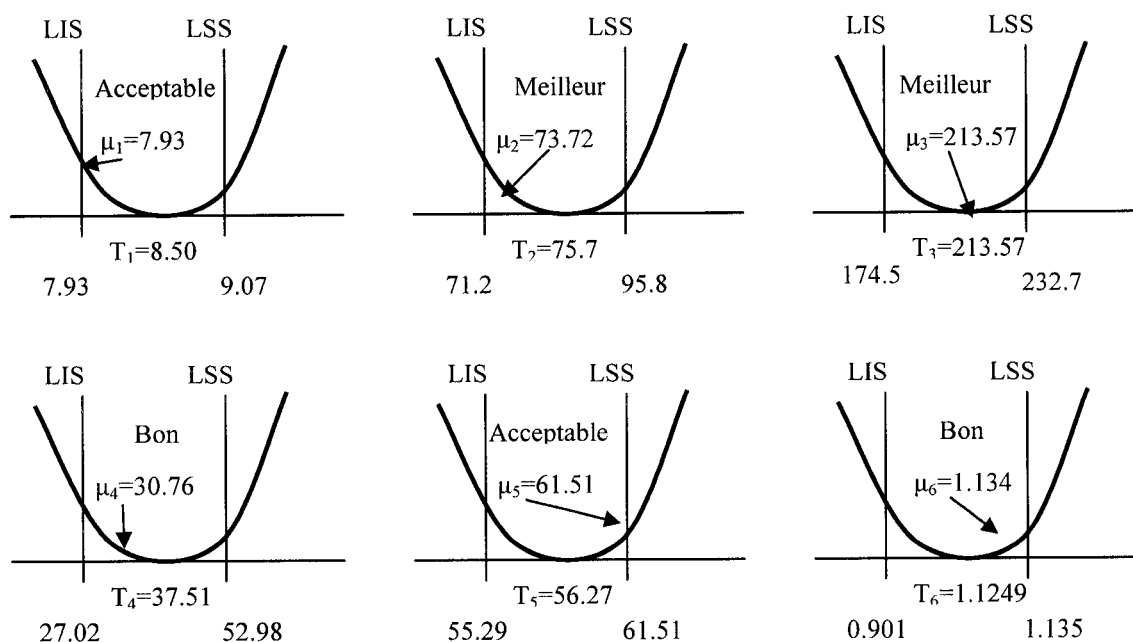 LIS LSS
Acceptable
μ₁=7.93
T₁=8.50
7.93 9.07
LIS LSS
Meilleur
μ₂=73.72
T₂=75.7
71.2 95.8
LIS LSS
Meilleur
μ₃=213.57
T₃=213.57
174.5 232.7
LIS LSS
Bon
μ₄=30.76
T₄=37.51
27.02 52.98
LIS LSS
Acceptable
μ₅=61.51
T₅=56.27
55.29 61.51
LIS LSS
Bon
μ₆=1.134
T₆=1.1249
0.901 1.135